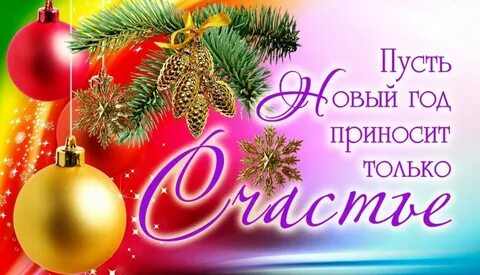 Пусть
Новый год
приносит
только
Счастье